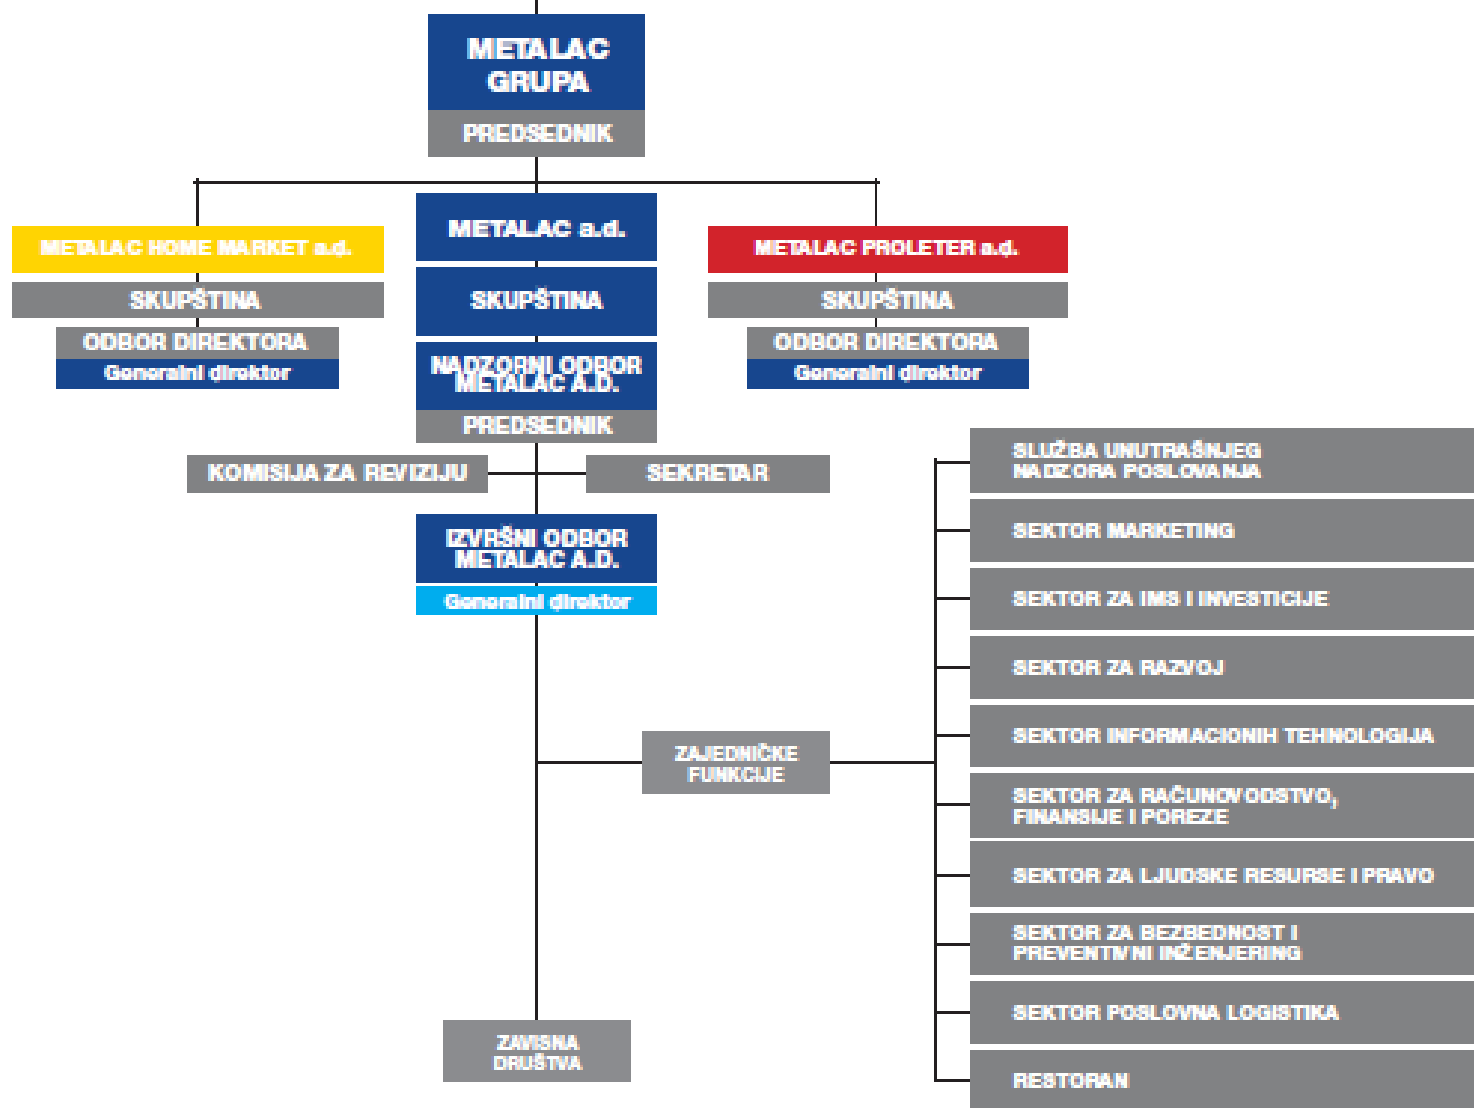 METALAC
GRUPA
PREDSEDNIK
METALAC HOME MARKET a.d.
SKUPŠTINA
ODBOR DIREKTORA
Generalni direktor
METALAC a.d.
SKUPŠTINA
NADZORNI ODBOR
METALAC A.D.
PREDSEDNIK
METALAC PROLETER a.d.
SKUPŠTINA
ODBOR DIREKTORA
Generalni direktor
KOMISIJA ZA REVIZIJU
SEKRETAR
IZVRŠNI ODBOR
METALAC A.D.
Generalni direktor
ZAJEDNIČKE
FUNKCIJE
SLUŽBA UNUTRAŠNJEG
NADZORA POSLOVANJA
SEKTOR MARKETING
SEKTOR ZA IMS I INVESTICIJE
SEKTOR ZA RAZVOJ
SEKTOR INFORMACIONIH TEHNOLOGIJA
SEKTOR ZA RAČUNOVODSTVO,
FINANSIJE I POREZE
SEKTOR ZA LJUDSKE RESURSE I PRAVO
SEKTOR ZA BEZBEDNOST I
PREVENTIVNI INŽENJERING
SEKTOR POSLOVNA LOGISTIKA
RESTORAN
ZAVISNA
DRUŠTVA